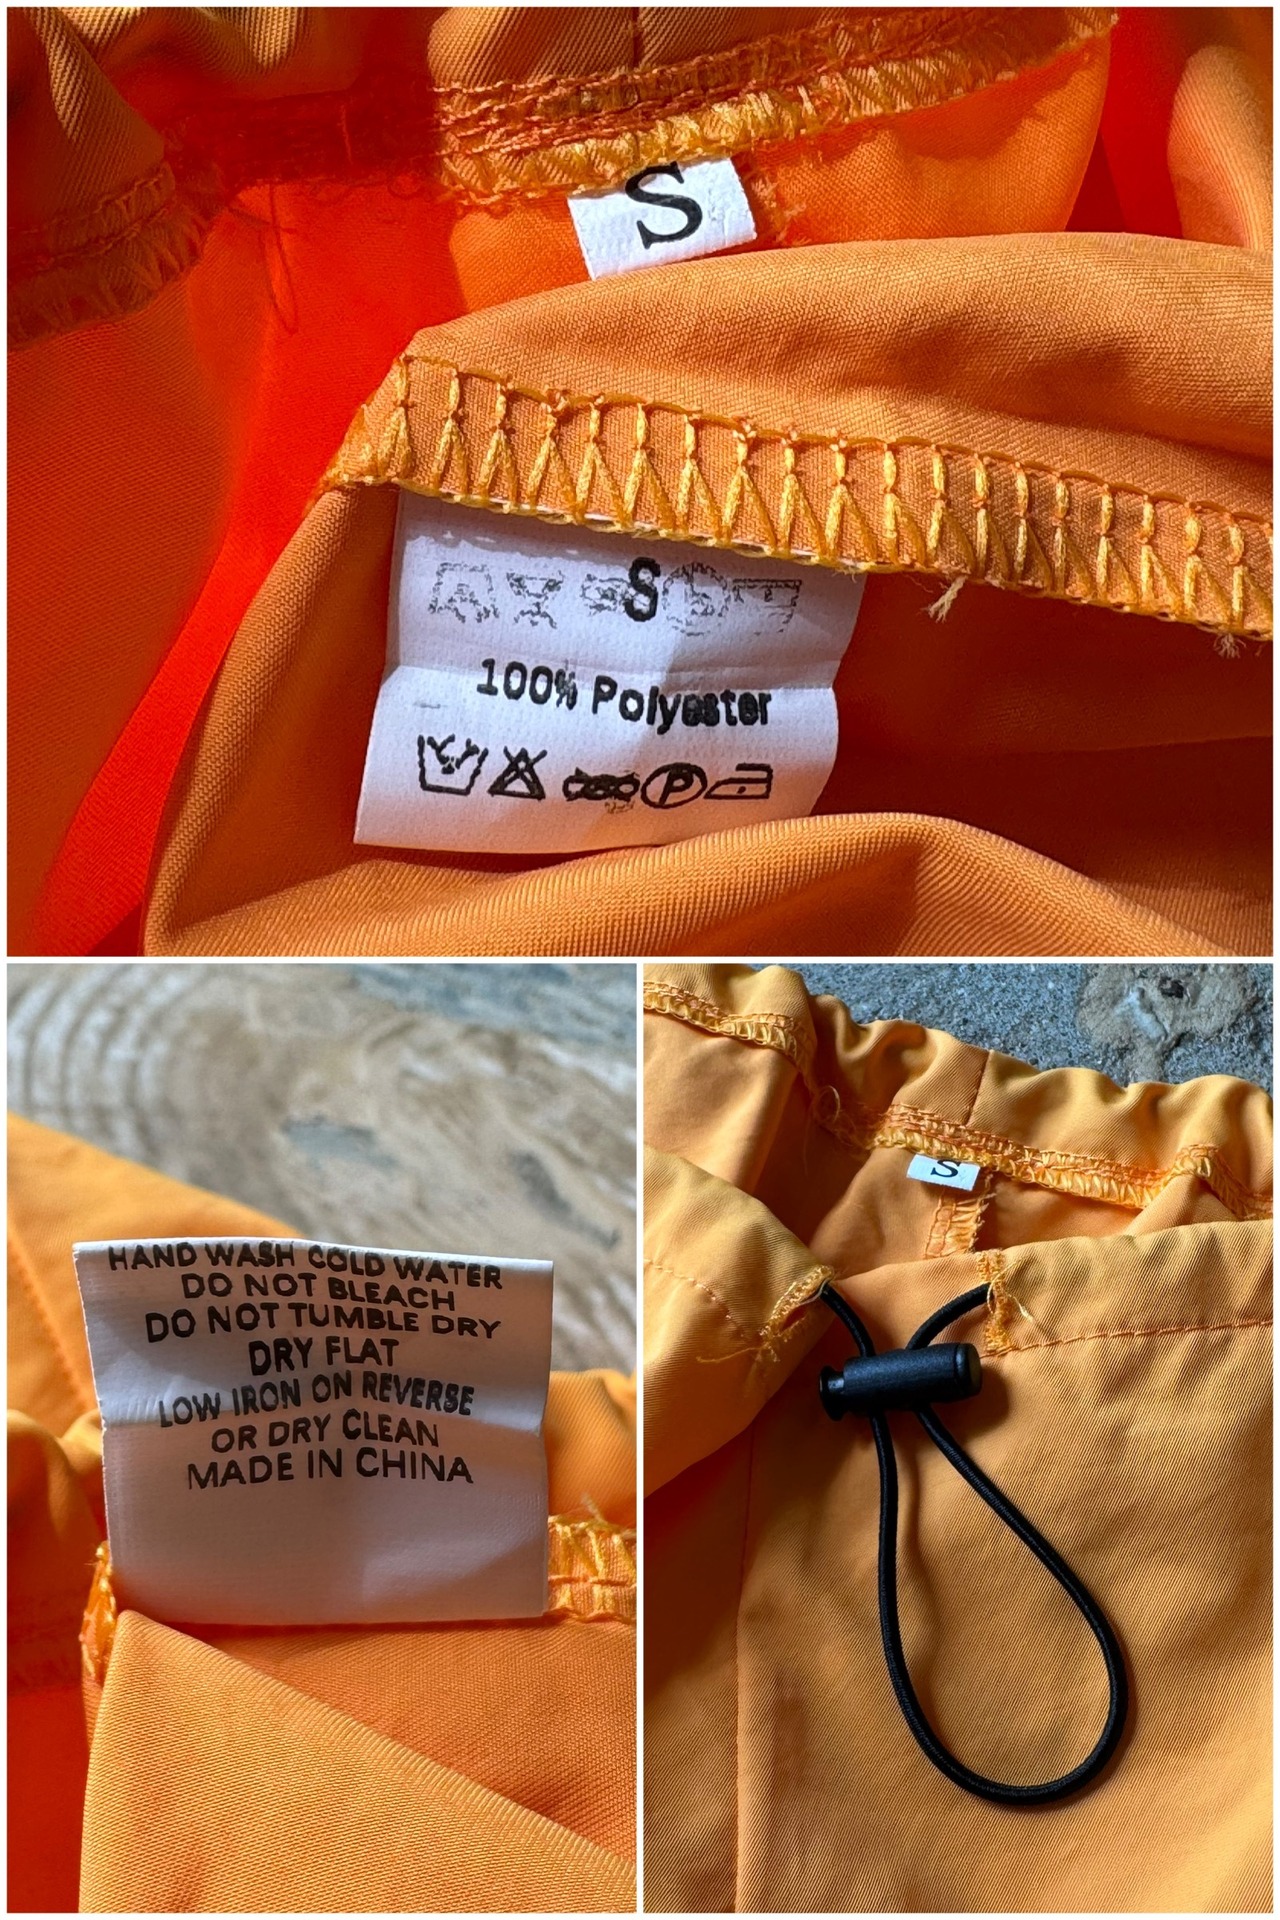 S
S
100% Polyester
P
HAND WASH COLD WATER
DO NOT BLEACH
DO NOT TUMBLE DRY
DRY FLAT
LOW IRON ON REVERSE
OR DRY CLEAN
MADE IN CHINA
S